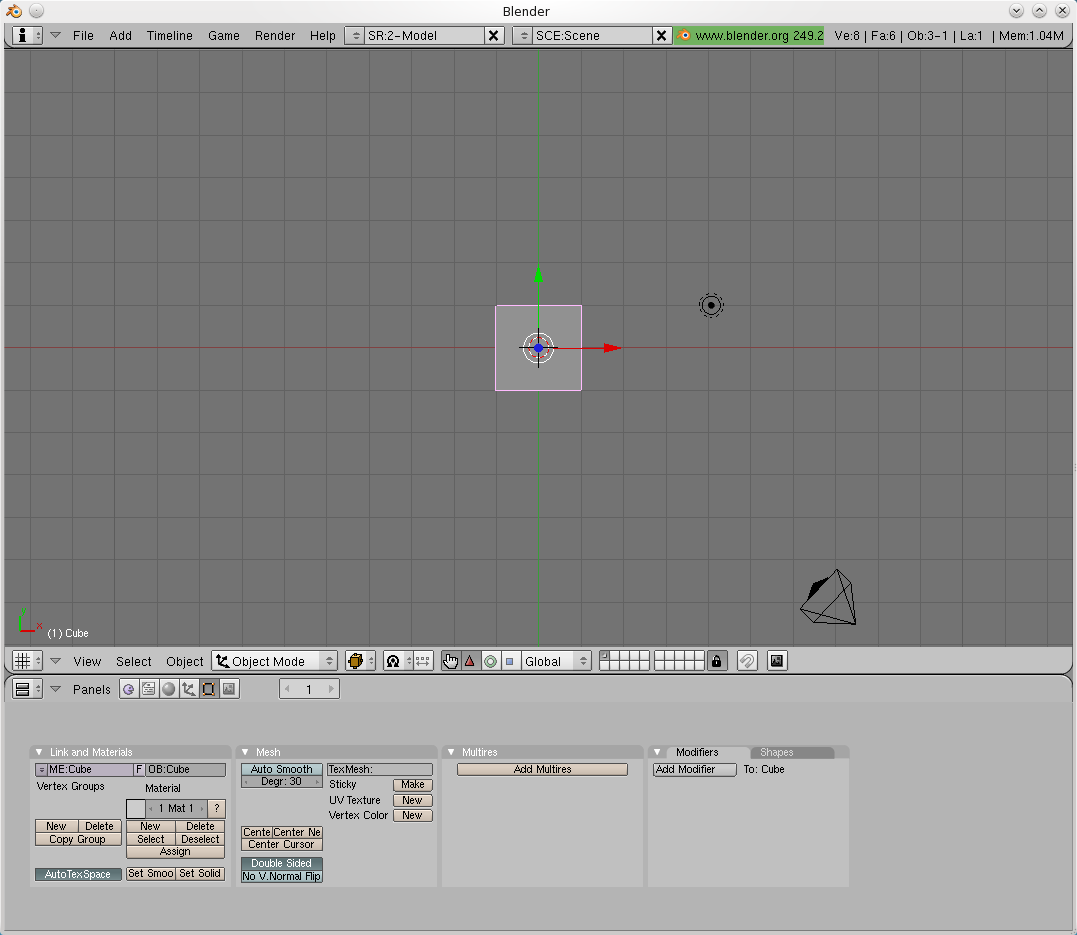 Blender
File Add Timeline Game Render Help SR:2-Model SCE:Scene www.blender.org 249.2 Ve:8 | Fa:6 | Ob:3-1 | La:1 | Mem:1.04M
x
(1) Cube
View Select Object Object Mode Global
Panels 1
Link and Materials
ME:Cube F OB:Cube
Vertex Groups
Material
1 Mat 1 ?
New Delete New Delete
Copy Group Select Deselect
Assign
AutoTexSpace Set Smoo Set Solid
Mesh
Auto Smooth TexMesh:
Degr: 30 Sticky Make
UV Texture New
Vertex Color New
Cente Center Ne
Center Cursor
Double Sided
No V.Normal Flip
Multires
Add Multires
Modifiers Shapes
Add Modifier To: Cube